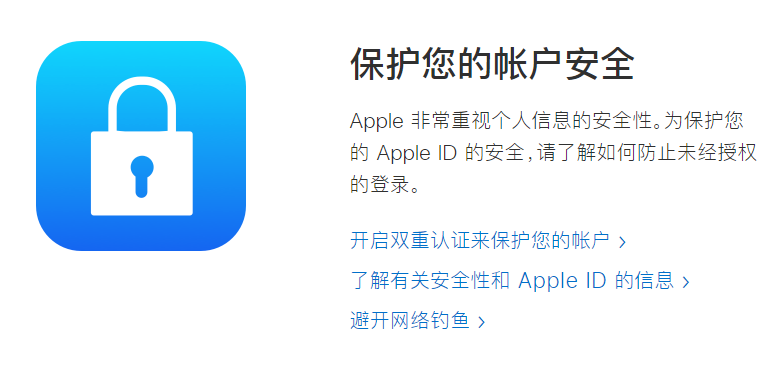 保护您的帐户安全
Apple 非常重视个人信息的安全性。为保护您
的 Apple ID 的安全，请了解如何防止未经授权
的登录。
开启双重认证来保护您的帐户 >
了解有关安全性和 Apple ID 的信息 >
避开网络钓鱼 >